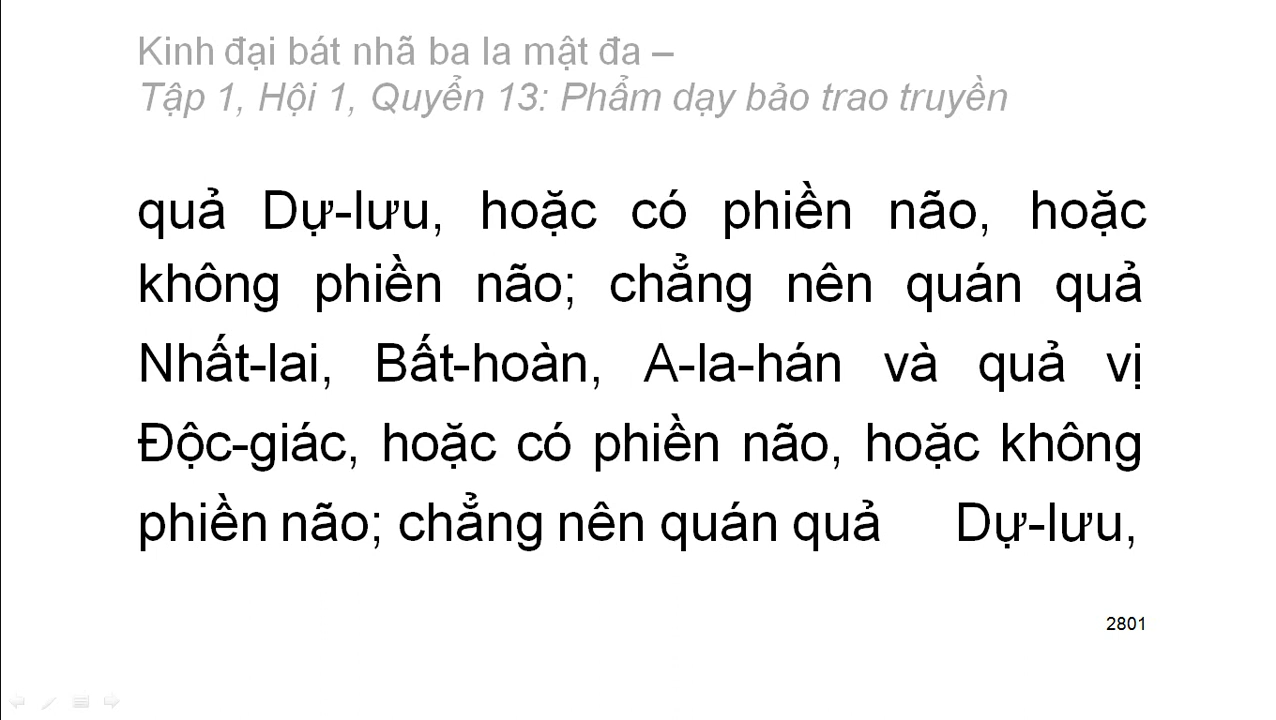 Kinh đại bát nhã ba la mật đa –
Tập 1, Hội 1, Quyển 13: Phẩm dạy bảo trao truyền
quả Dự-lưu, hoặc có phiền não, hoặc
không phiền não; chẳng nên quán quả
Nhất-lai, Bất-hoàn, A-la-hán và quả vị
Độc-giác, hoặc có phiền não, hoặc không
phiền não; chẳng nên quán quả Dự-lưu,
2801